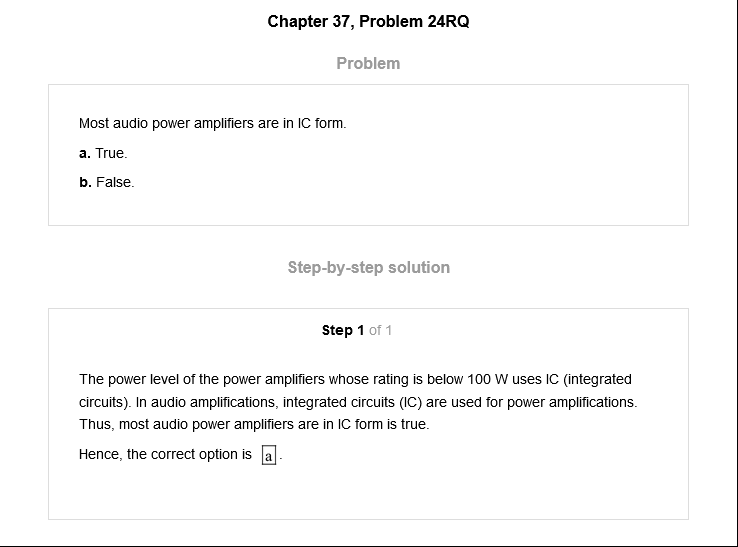 Chapter 37, Problem 24RQ
Problem
Most audio power amplifiers are in IC form.
a. True.
b. False.
Step-by-step solution
Step 1 of 1
The power level of the power amplifiers whose rating is below 100 W uses IC (integrated
circuits). In audio amplifications, integrated circuits (IC) are used for power amplifications.
Thus, most audio power amplifiers are in IC form is true.
Hence, the correct option is a.